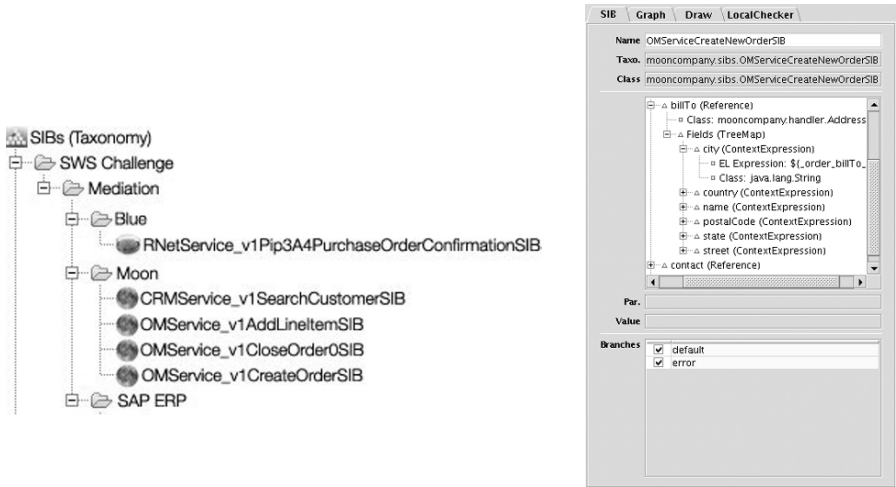 SIBs (Taxonomy)
SWS Challenge
Mediation
Blue
RNetService_v1Pip3A4PurchaseOrderConfirmationSIB
Moon
CRMService_v1SearchCustomerSIB
OMService_v1AddLineItemSIB
OMService_v1CloseOrder0SIB
OMService_v1CreateOrderSIB
SAP ERP
SIB Graph Draw LocalChecker
Name OMServiceCreateNewOrderSIB
Taxo. mooncompany.sibs.OMServiceCreateNewOrderSIB
Class mooncompany.sibs.OMServiceCreateNewOrderSIB
billTo (Reference)
Class: mooncompany.handler.Address
Fields (TreeMap)
city (ContextExpression)
EL Expression: ${_order_billTo_
Class: java.lang.String
country (ContextExpression)
name (ContextExpression)
postalCode (ContextExpression)
state (ContextExpression)
street (ContextExpression)
contact (Reference)
Par.
Value
Branches
default
error